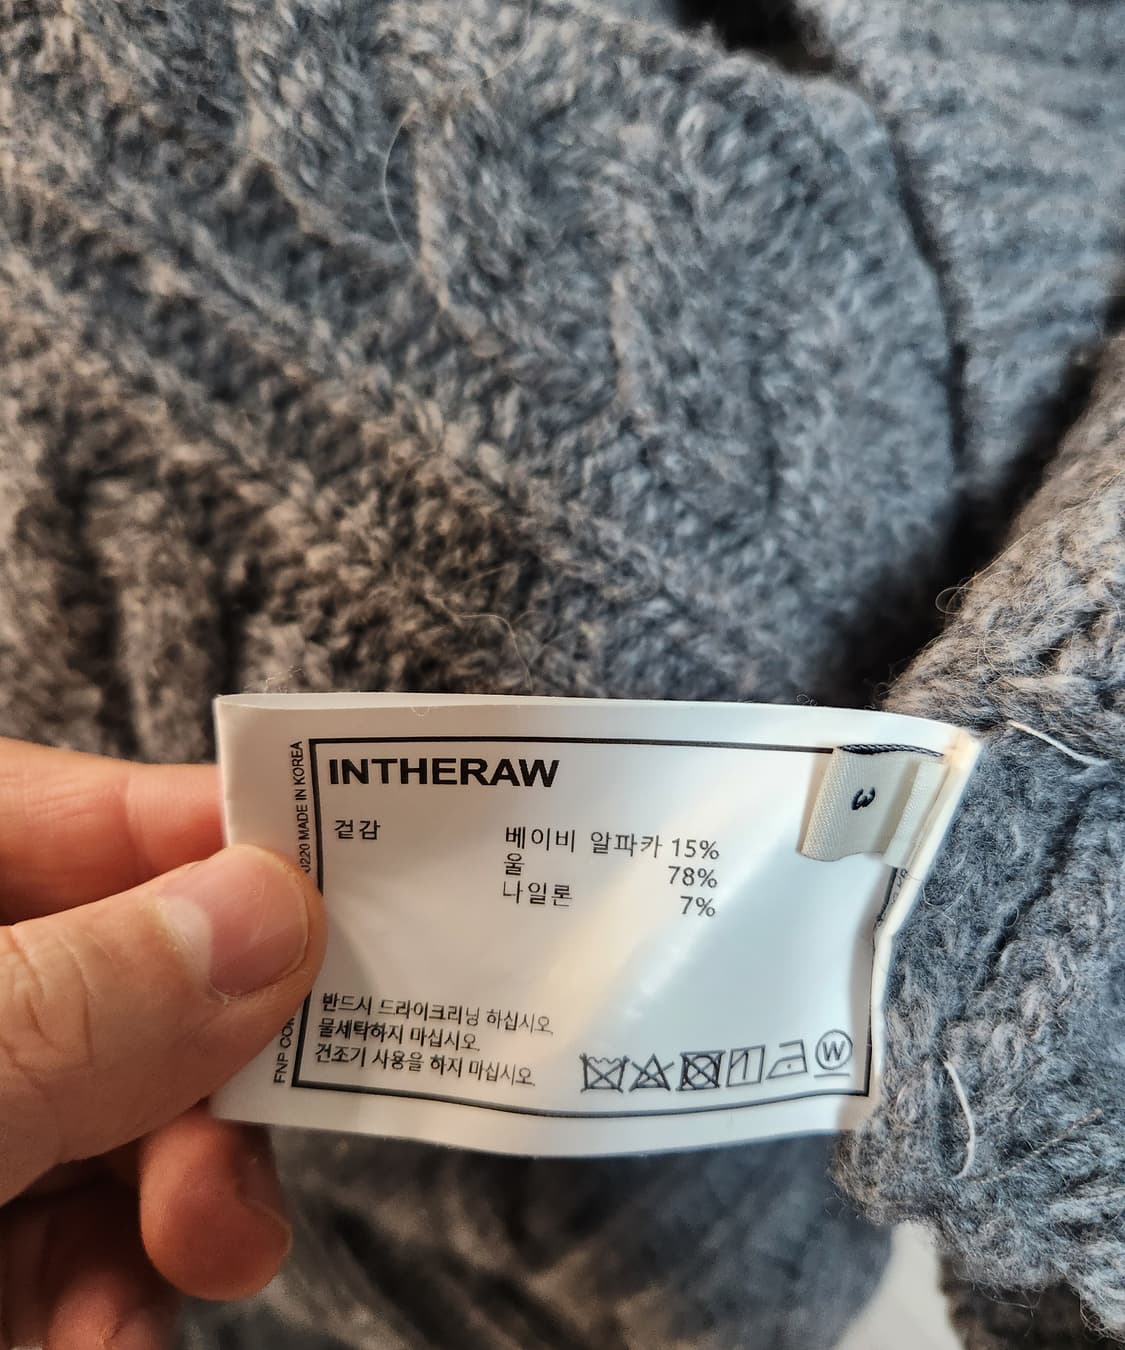 INTHERAW
3
겉감
베이비 알파카 15%
울 78%
나일론 7%
반드시 드라이크리닝 하십시오
물세탁하지 마십시오
건조기 사용을 하지 마십시오
W
220 MADE IN KOREA
FNP